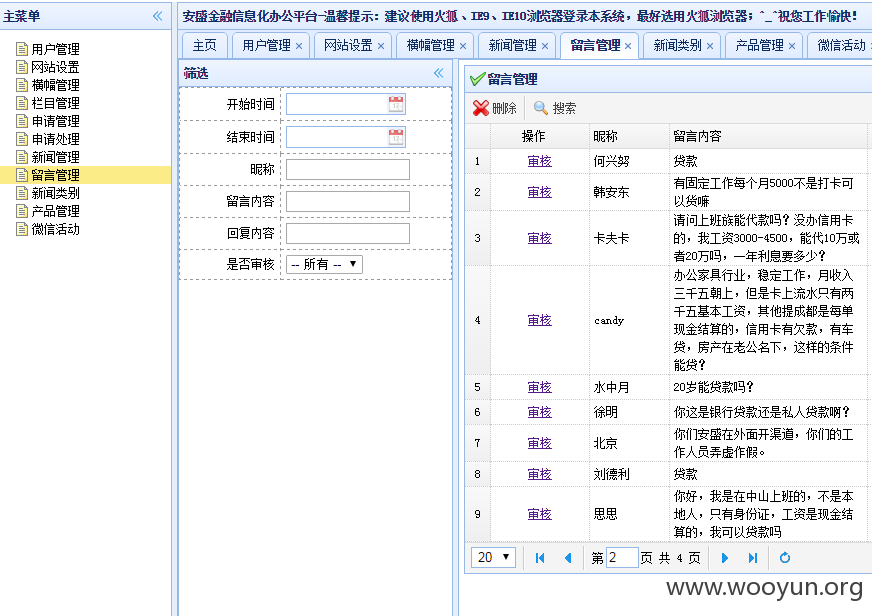 主菜单
安盛金融信息化办公平台-温馨提示：建议使用火狐、IE9、IE10浏览器登录本系统，最好选用火狐浏览器；^_^祝您工作愉快!
用户管理
网站设置
横幅管理
栏目管理
申请管理
申请处理
新闻管理
留言管理
新闻类别
产品管理
微信活动
主页 用户管理 × 网站设置 × 横幅管理 × 新闻管理 × 留言管理 × 新闻类别 × 产品管理 × 微信活动
筛选
开始时间
结束时间
昵称
留言内容
回复内容
是否审核 -- 所有 --
留言管理
删除 搜索
操作 昵称 留言内容
1 审核 何兴努 贷款
2 审核 韩安东 有固定工作每个月5000不是打卡可
以货嘛
3 审核 卡夫卡 请问上班族能代款吗？没办信用卡
的，我工资3000-4500，能代10万或
者20万吗，一年利息要多少？
4 审核 candy 办公家具行业，稳定工作，月收入
三千五朝上，但是卡上流水只有两
千五基本工资，其他提成都是每单
现金结算的，信用卡有欠款，有车
贷，房产在老公名下，这样的条件
能贷？
5 审核 水中月 20岁能贷款吗？
6 审核 徐明 你这是银行贷款还是私人贷款啊？
7 审核 北京 你们安盛在外面开渠道，你们的工
作人员弄虚作假。
8 审核 刘德利 贷款
9 审核 思思 你好，我是在中山上班的，不是本
地人，只有身份证，工资是现金结
算的，我可以贷款吗
20 第 2 页 共 4 页
www.wooyun.org